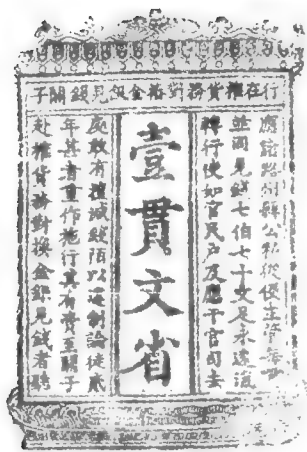 行在榷貨務對樁金銀見錢關子
應諸路州縣公私從便主管每貫
並同見錢七伯七十文足永遠流
轉行使如官民戶及應干官司去
壹貫文省
處敢有擅減錢陌以違制論徒貳
年甚者重作施行其有賫至關子
赴榷貨務對換金銀見錢者聽